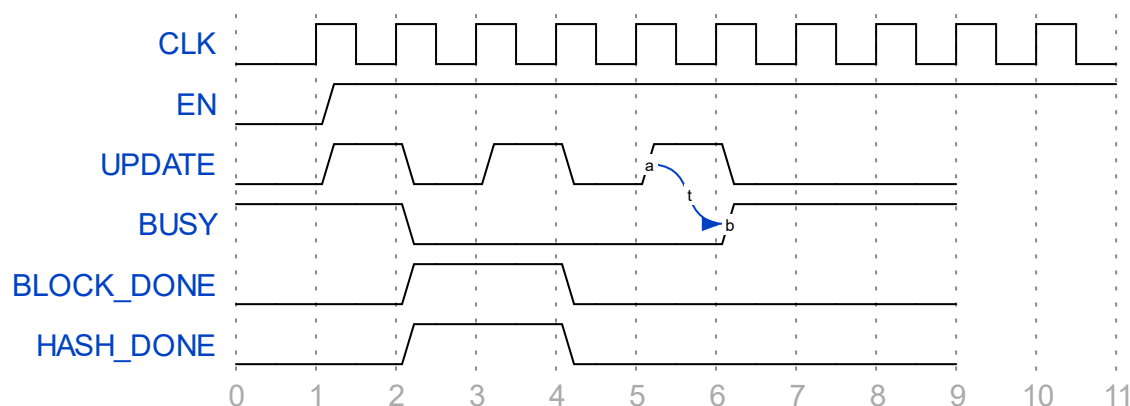 CLK
EN
UPDATE
a
t
BUSY
b
BLOCK_DONE
HASH_DONE
0 1 2 3 4 5 6 7 8 9 10 11